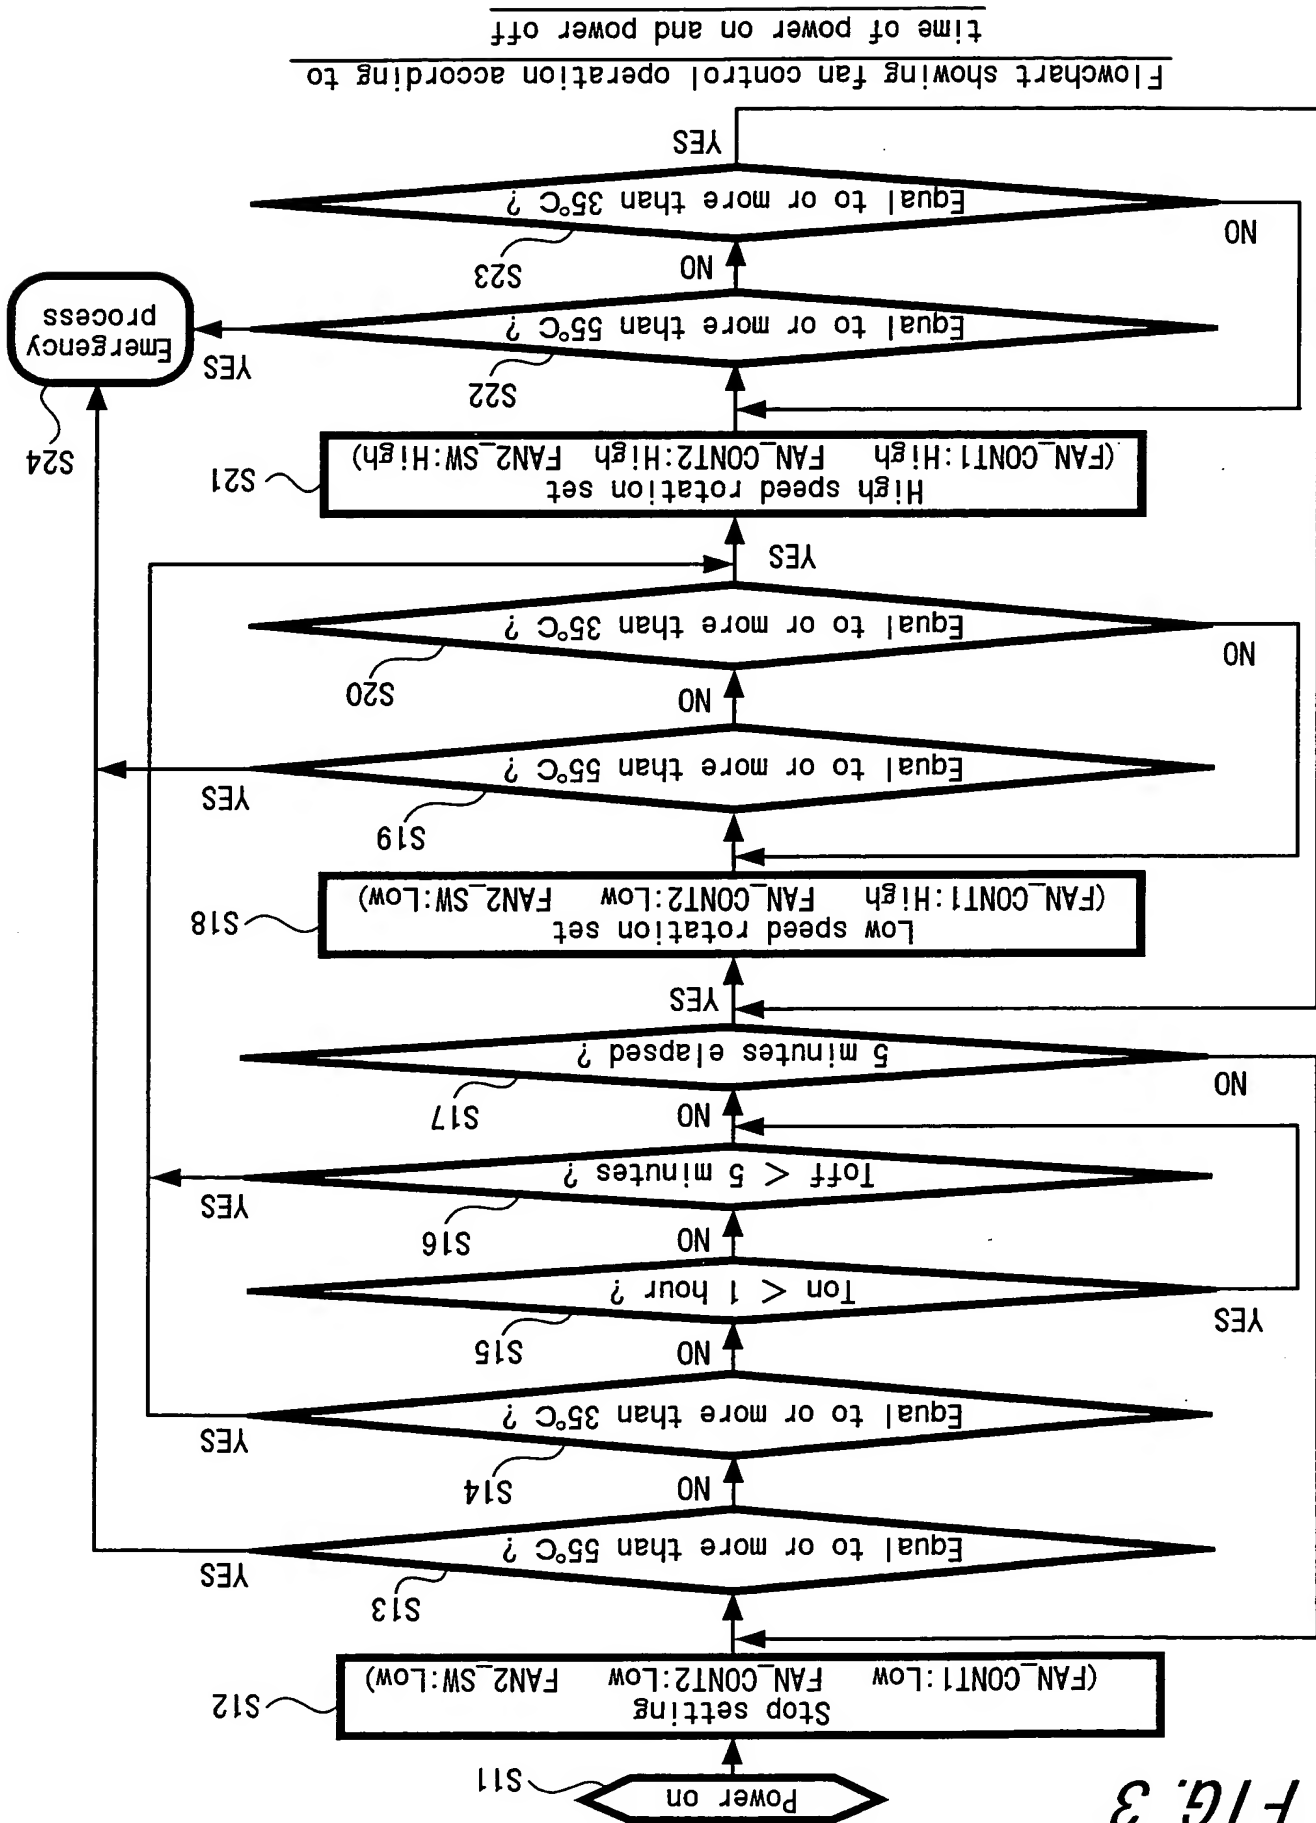 FIG. 3
Power on
S11
Stop setting
(FAN_CONT1:Low FAN_CONT2:Low FAN2_SW:Low)
S12
Equal to or more than 55°C ?
S13
YES
NO
Equal to or more than 35°C ?
S14
YES
NO
Ton < 1 hour ?
S15
YES
NO
Toff < 5 minutes ?
S16
YES
NO
5 minutes elapsed ?
S17
NO
YES
Low speed rotation set
(FAN_CONT1:High FAN_CONT2:Low FAN2_SW:Low)
S18
Equal to or more than 55°C ?
S19
YES
NO
Equal to or more than 35°C ?
S20
NO
YES
High speed rotation set
(FAN_CONT1:High FAN_CONT2:High FAN2_SW:High)
S21
S24
Equal to or more than 55°C ?
S22
YES
Emergency
process
NO
Equal to or more than 35°C ?
S23
NO
YES
Flowchart showing fan control operation according to
time of power on and power off